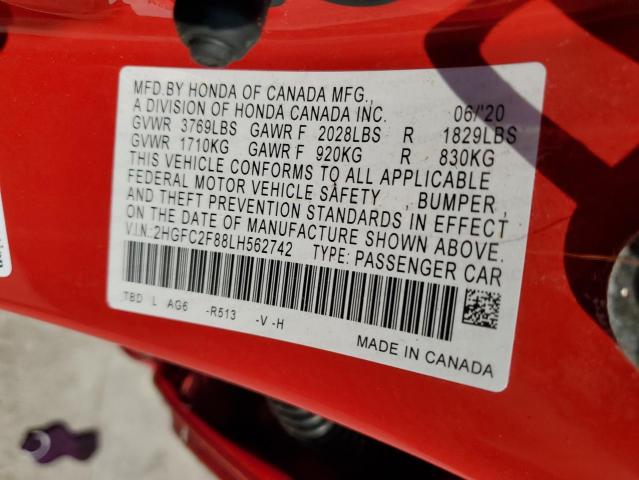 MFD.BY HONDA OF CANADA MFG.,
A DIVISION OF HONDA CANADA INC. 06/'20
GVWR 3769LBS GAWR F 2028LBS R 1829LBS
GVWR 1710KG GAWR F 920KG R 830KG
THIS VEHICLE CONFORMS TO ALL APPLICABLE
FEDERAL MOTOR VEHICLE SAFETY , BUMPER,
AND THEFT PREVENTION STANDARDS IN EFFECT
ON THE DATE OF MANUFACTURE SHOWN ABOVE.
V.I.N:2HGFC2F88LH562742 TYPE: PASSENGER CAR
TBD L AG6 -R513 -V -H
MADE IN CANADA